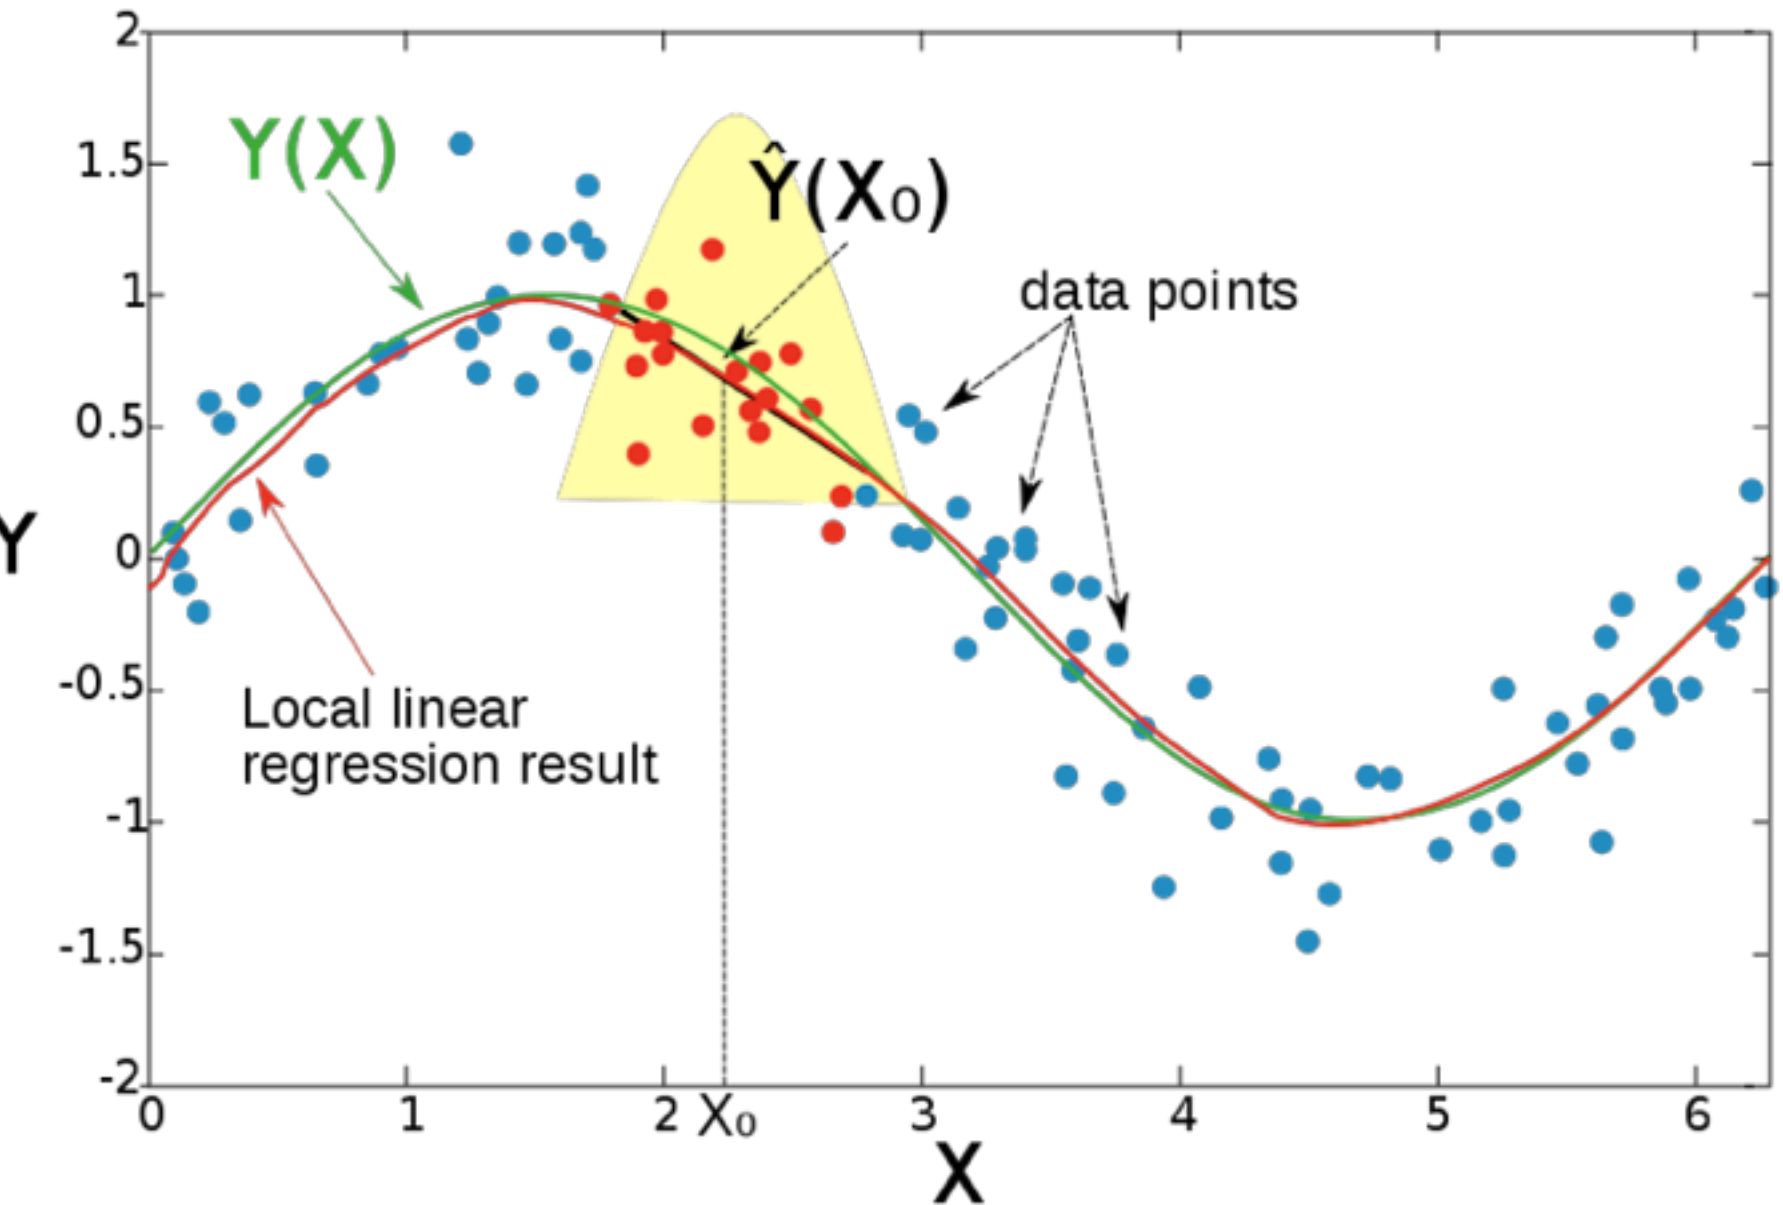 2
1.5
1
0.5
0
-0.5
-1
-1.5
-2
Y
Y(X)
Ŷ(X₀)
data points
Local linear
regression result
0 1 2 X₀ 3 4 5 6
X